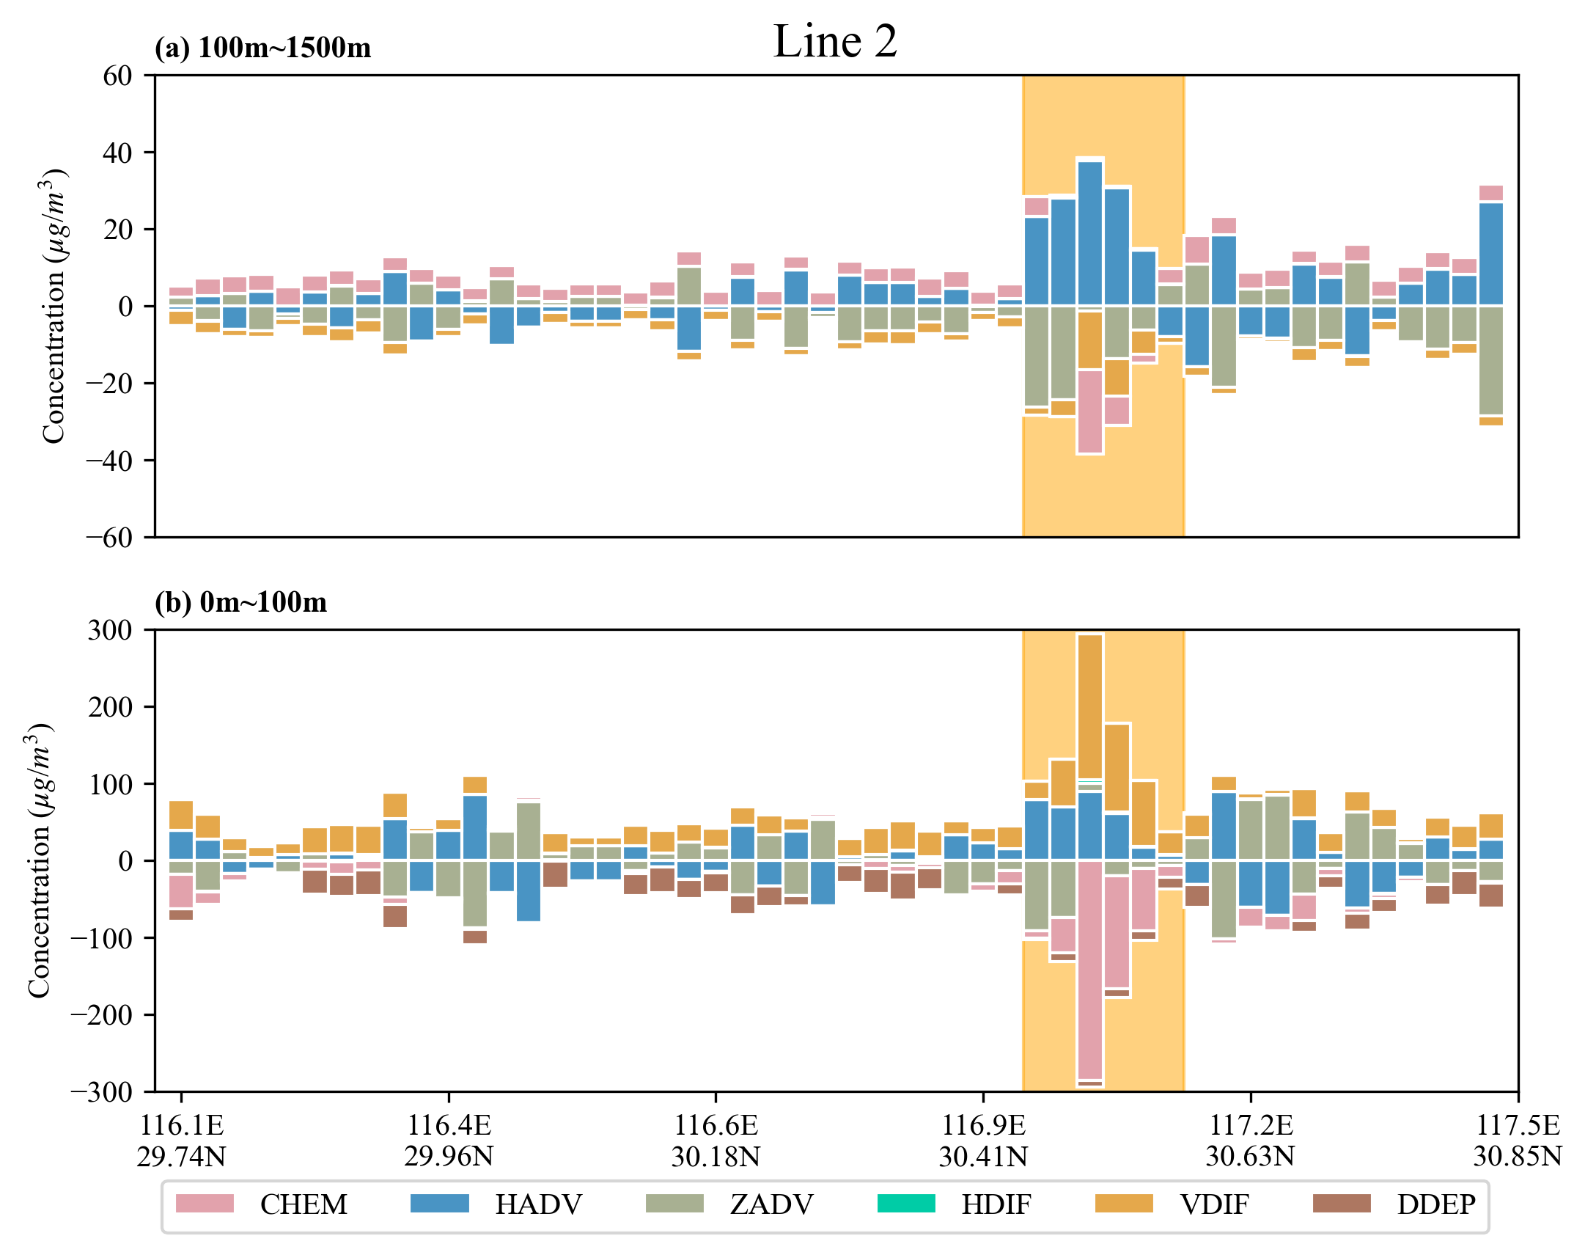 Line 2
(a) 100m~1500m
60
40
20
0
−20
−40
−60
Concentration (μg/m³)
(b) 0m~100m
300
200
100
0
−100
−200
−300
Concentration (μg/m³)
116.1E 116.4E 116.6E 116.9E 117.2E 117.5E
29.74N 29.96N 30.18N 30.41N 30.63N 30.85N
CHEM HADV ZADV HDIF VDIF DDEP